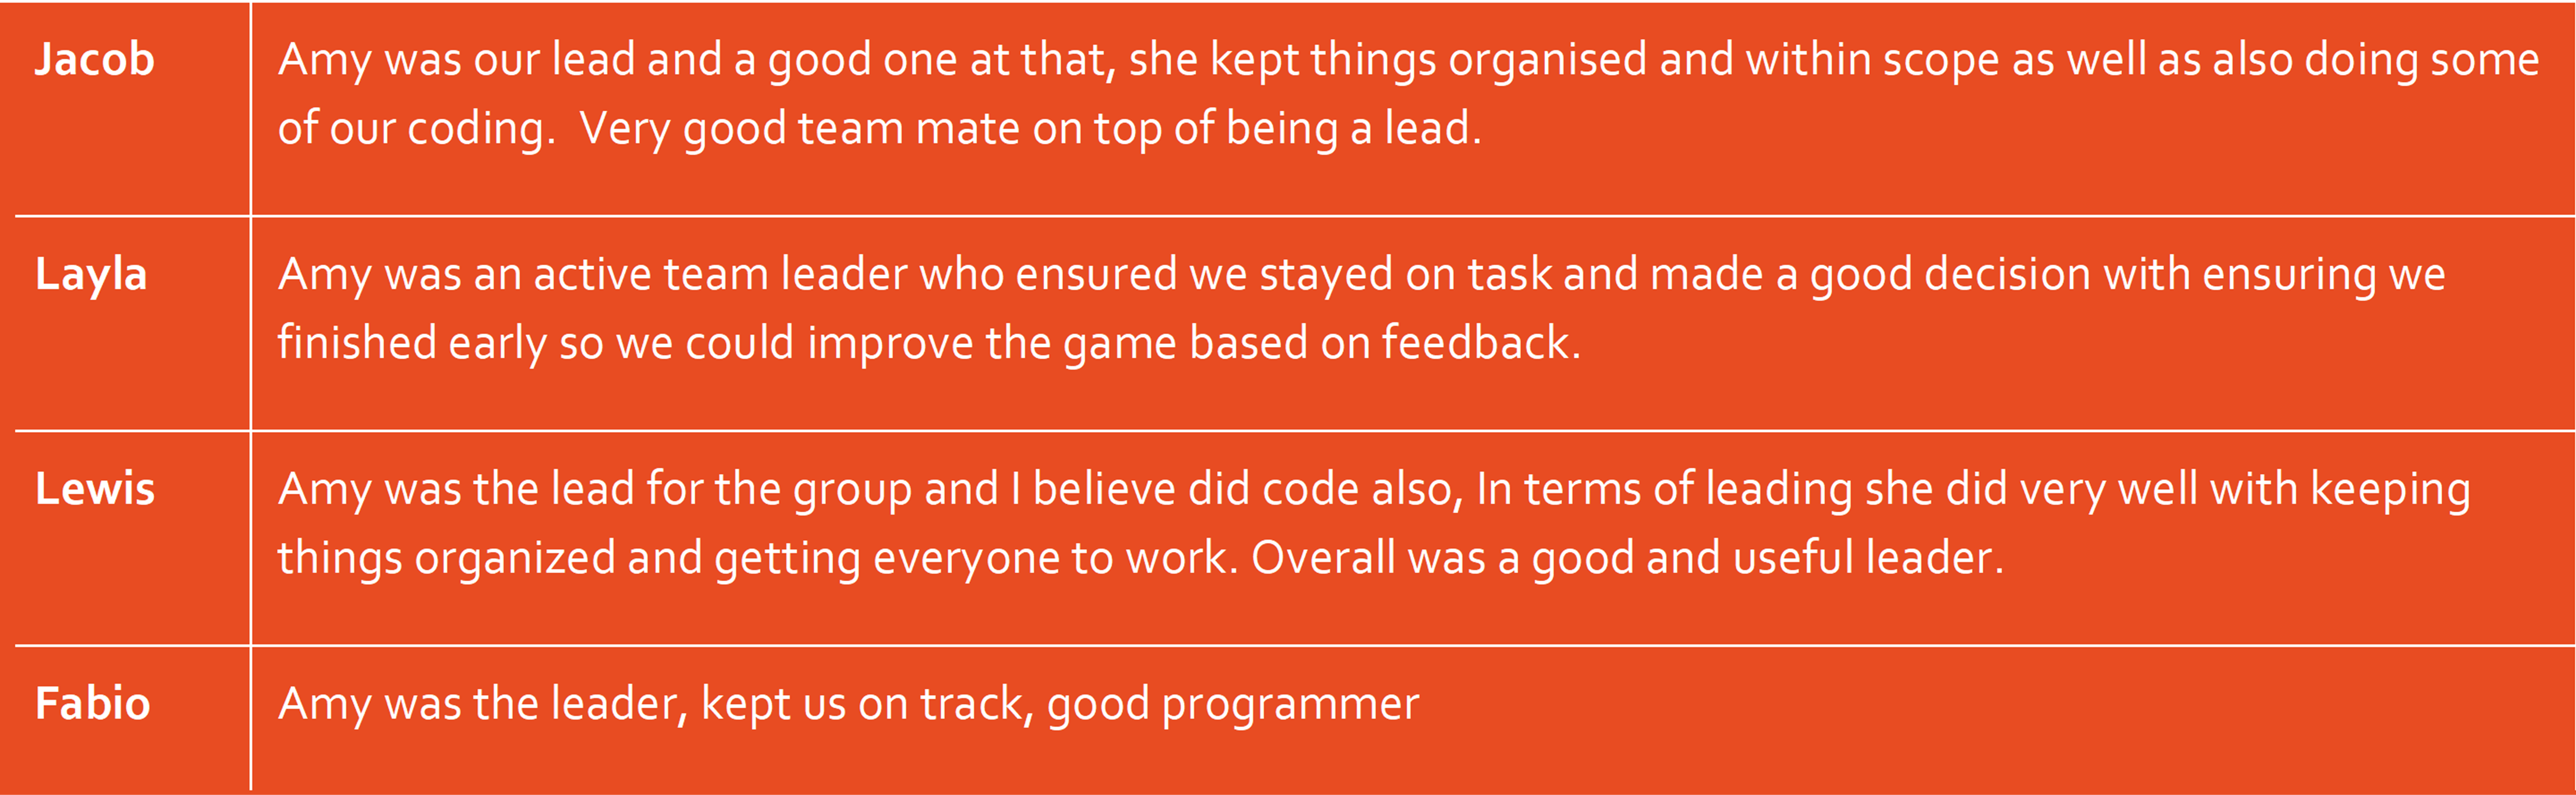 Jacob
Amy was our lead and a good one at that, she kept things organised and within scope as well as also doing some
of our coding.  Very good team mate on top of being a lead.
Layla
Amy was an active team leader who ensured we stayed on task and made a good decision with ensuring we
finished early so we could improve the game based on feedback.
Lewis
Amy was the lead for the group and I believe did code also, In terms of leading she did very well with keeping
things organized and getting everyone to work. Overall was a good and useful leader.
Fabio
Amy was the leader, kept us on track, good programmer